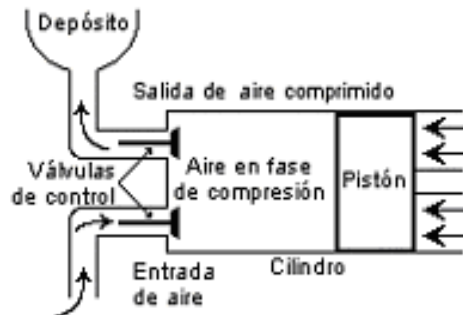 Depósito
Salida de aire comprimido
Válvulas
de control
Aire en fase
de compresión
Pistón
Entrada
de aire
Cilindro